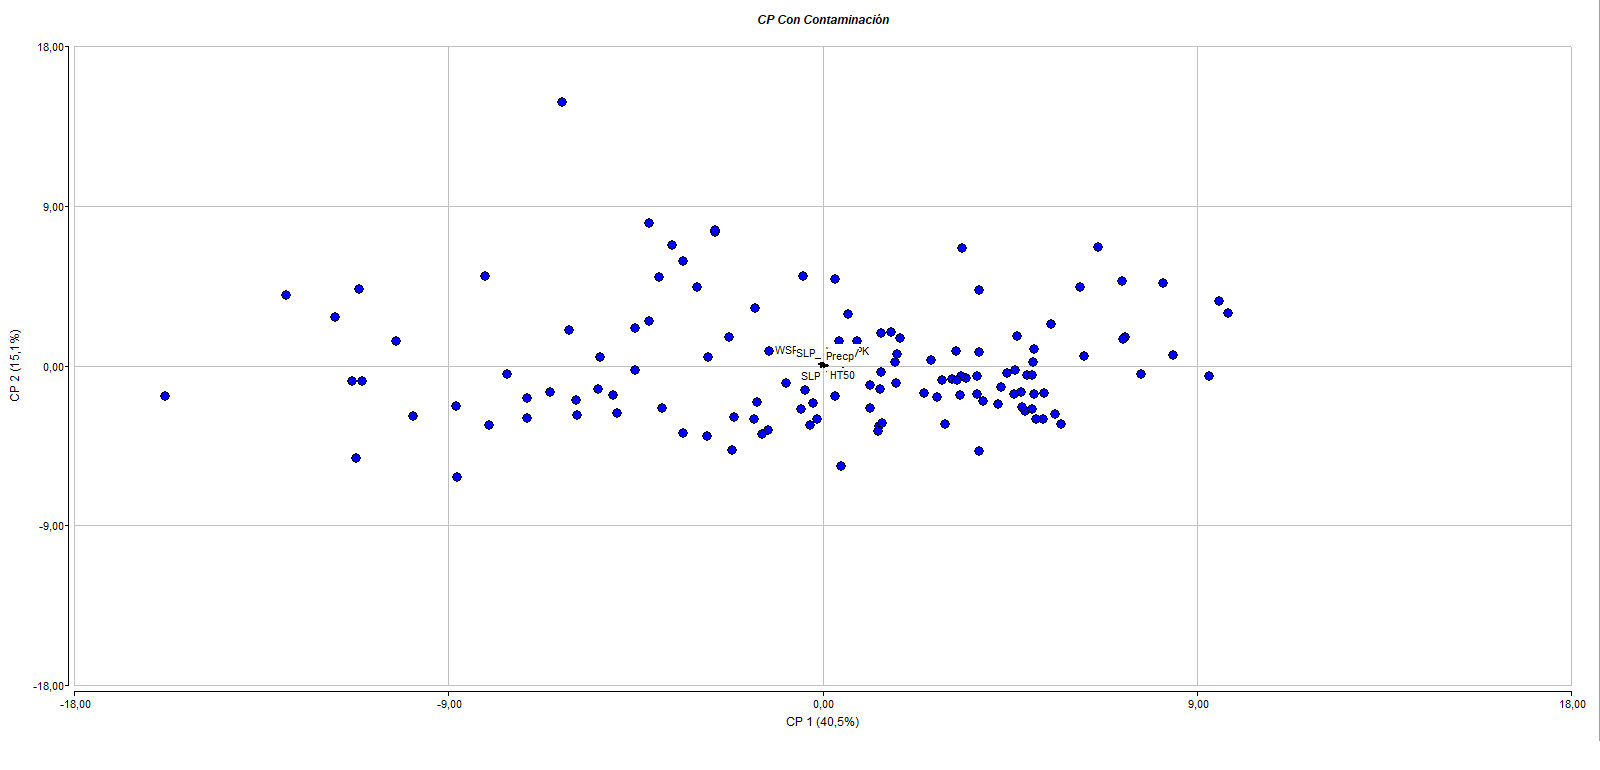 CP Con Contaminación
18,00
9,00
0,00
-9,00
-18,00
CP 2 (15,1%)
SLP_
Precp
SLP
HT50
-18,00
-9,00
0,00
9,00
18,00
CP 1 (40,5%)